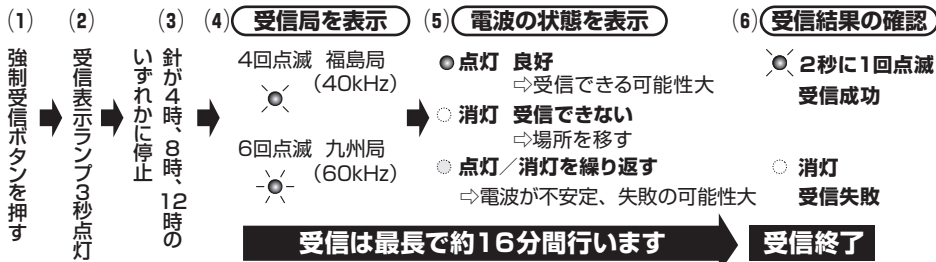 (1)
強制受信ボタンを押す
(2)
受信表示ランプ3秒点灯
(3)
針が4時、8時、12時の
いずれかに停止
(4) 受信局を表示
4回点滅 福島局
(40kHz)
6回点滅 九州局
(60kHz)
(5) 電波の状態を表示
点灯 良好
⇨受信できる可能性大
消灯 受信できない
⇨場所を移す
点灯/消灯を繰り返す
⇨電波が不安定、失敗の可能性大
(6) 受信結果の確認
2秒に1回点滅
受信成功
消灯
受信失敗
受信は最長で約16分間行います
受信終了